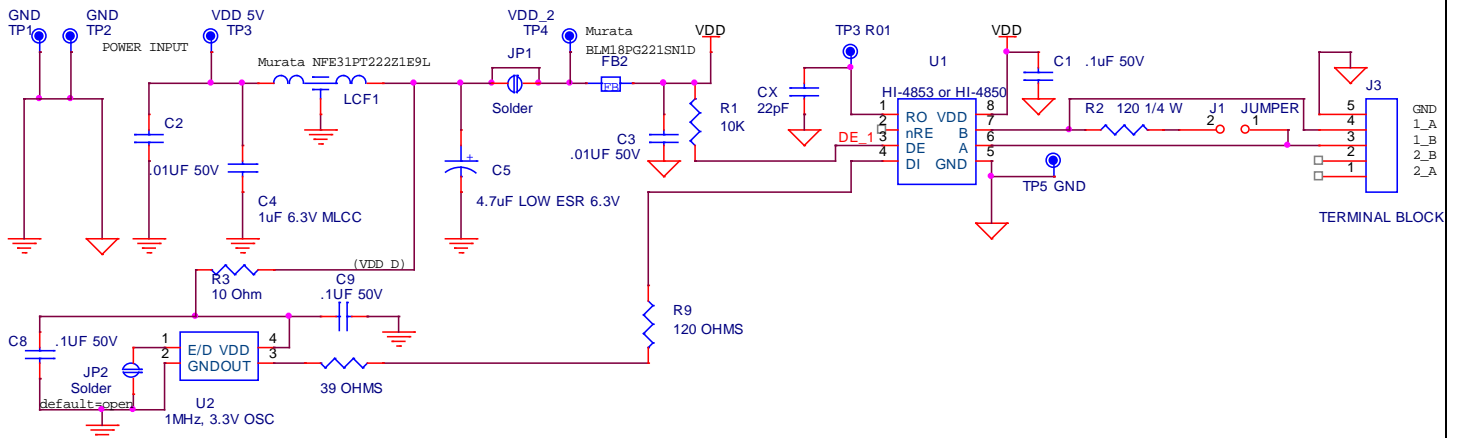 GND
TP1
GND
TP2
POWER INPUT
VDD 5V
TP3
Murata NFE31PT222Z1E9L
LCF1
VDD_2
TP4
JP1
Solder
Murata
BLM18PG221SN1D
FB2
FB
VDD
C2
.01UF 50V
C4
1uF 6.3V MLCC
+
C5
4.7uF LOW ESR 6.3V
C3
.01UF 50V
R1
10K
TP3 R01
CX
22pF
DE_1
U1
HI-4853 or HI-4850
1
2
3
4
RO VDD
nRE B
DE A
DI GND
8
7
6
5
VDD
C1 .1uF 50V
R2 120 1/4 W
J1 JUMPER
2 1
TP5 GND
J3
5
4
3
2
1
GND
1_A
1_B
2_B
2_A
TERMINAL BLOCK
R3
10 Ohm
(VDD D)
C9
.1UF 50V
C8 .1UF 50V
JP2
Solder
default=open
1
2
E/D VDD
GNDOUT
4
3
U2
1MHz, 3.3V OSC
39 OHMS
R9
120 OHMS